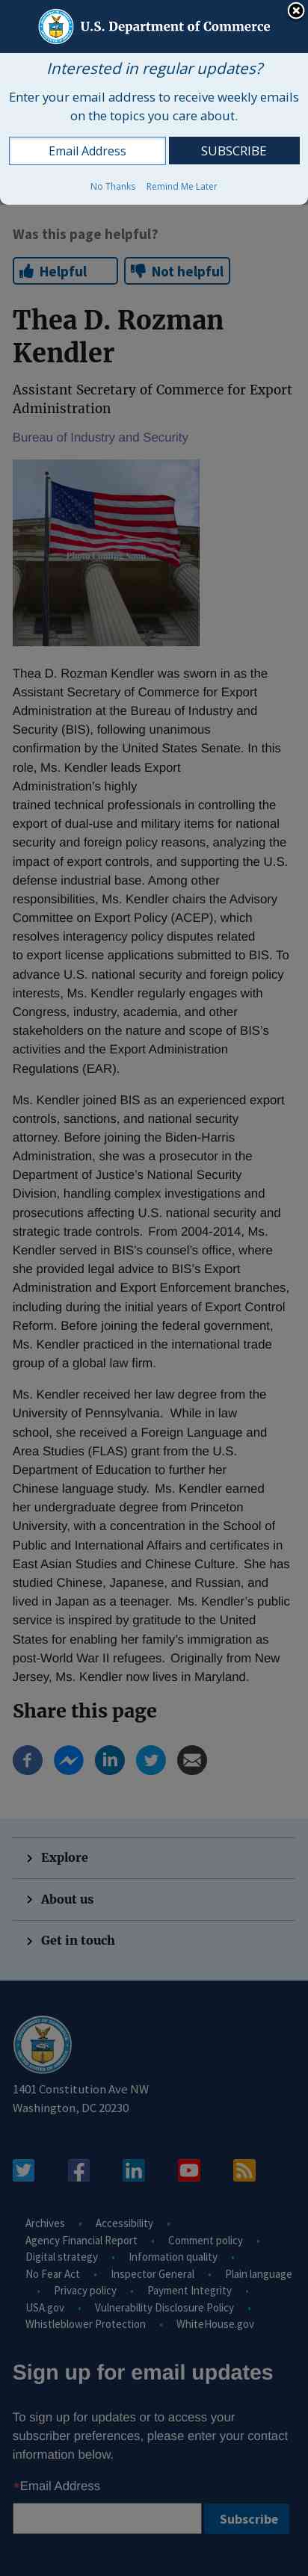 U.S. Department of Commerce
Interested in regular updates?
Enter your email address to receive weekly emails
on the topics you care about.
Email Address
SUBSCRIBE
No Thanks
Remind Me Later
Was this page helpful?
Helpful
Not helpful
Thea D. Rozman
Kendler
Assistant Secretary of Commerce for Export
Administration
Bureau of Industry and Security
Photo Coming Soon
Thea D. Rozman Kendler was sworn in as the
Assistant Secretary of Commerce for Export
Administration at the Bureau of Industry and
Security (BIS), following unanimous
confirmation by the United States Senate. In this
role, Ms. Kendler leads Export
Administration's highly
trained technical professionals in controlling the
export of dual-use and military items for national
security and foreign policy reasons, analyzing the
impact of export controls, and supporting the U.S.
defense industrial base. Among other
responsibilities, Ms. Kendler chairs the Advisory
Committee on Export Policy (ACEP), which
resolves interagency policy disputes related
to export license applications submitted to BIS. To
advance U.S. national security and foreign policy
interests, Ms. Kendler regularly engages with
Congress, industry, academia, and other
stakeholders on the nature and scope of BIS's
activities and the Export Administration
Regulations (EAR).
Ms. Kendler joined BIS as an experienced export
controls, sanctions, and national security
attorney. Before joining the Biden-Harris
Administration, she was a prosecutor in the
Department of Justice's National Security
Division, handling complex investigations and
prosecutions affecting U.S. national security and
strategic trade controls. From 2004-2014, Ms.
Kendler served in BIS's counsel's office, where
she provided legal advice to BIS's Export
Administration and Export Enforcement branches,
including during the initial years of Export Control
Reform. Before joining the federal government,
Ms. Kendler practiced in the international trade
group of a global law firm.
Ms. Kendler received her law degree from the
University of Pennsylvania. While in law
school, she received a Foreign Language and
Area Studies (FLAS) grant from the U.S.
Department of Education to further her
Chinese language study. Ms. Kendler earned
her undergraduate degree from Princeton
University, with a concentration in the School of
Public and International Affairs and certificates in
East Asian Studies and Chinese Culture. She has
studied Chinese, Japanese, and Russian, and
lived in Japan as a teenager. Ms. Kendler's public
service is inspired by gratitude to the United
States for enabling her family's immigration as
post-World War II refugees. Originally from New
Jersey, Ms. Kendler now lives in Maryland.
Share this page
Explore
About us
Get in touch
1401 Constitution Ave NW
Washington, DC 20230
Archives • Accessibility •
Agency Financial Report • Comment policy •
Digital strategy • Information quality •
No Fear Act • Inspector General • Plain language
• Privacy policy • Payment Integrity •
USA.gov • Vulnerability Disclosure Policy •
Whistleblower Protection • WhiteHouse.gov
Sign up for email updates
To sign up for updates or to access your
subscriber preferences, please enter your contact
information below.
*Email Address
Subscribe